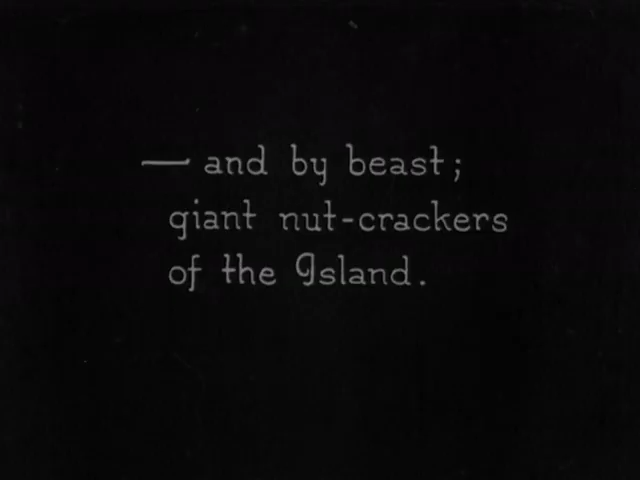 — and by beast;
giant nut-crackers
of the Island.